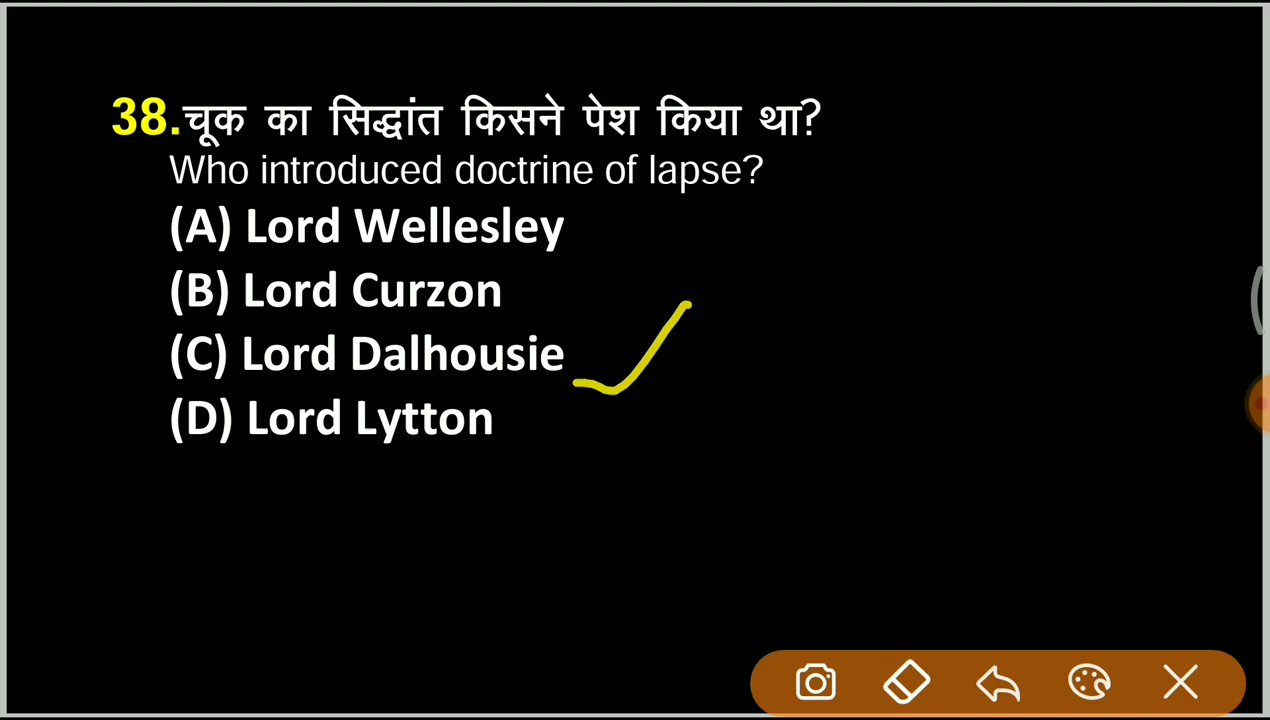 38.चूक का सिद्धांत किसने पेश किया था?
Who introduced doctrine of lapse?
(A) Lord Wellesley
(B) Lord Curzon
(C) Lord Dalhousie
(D) Lord Lytton